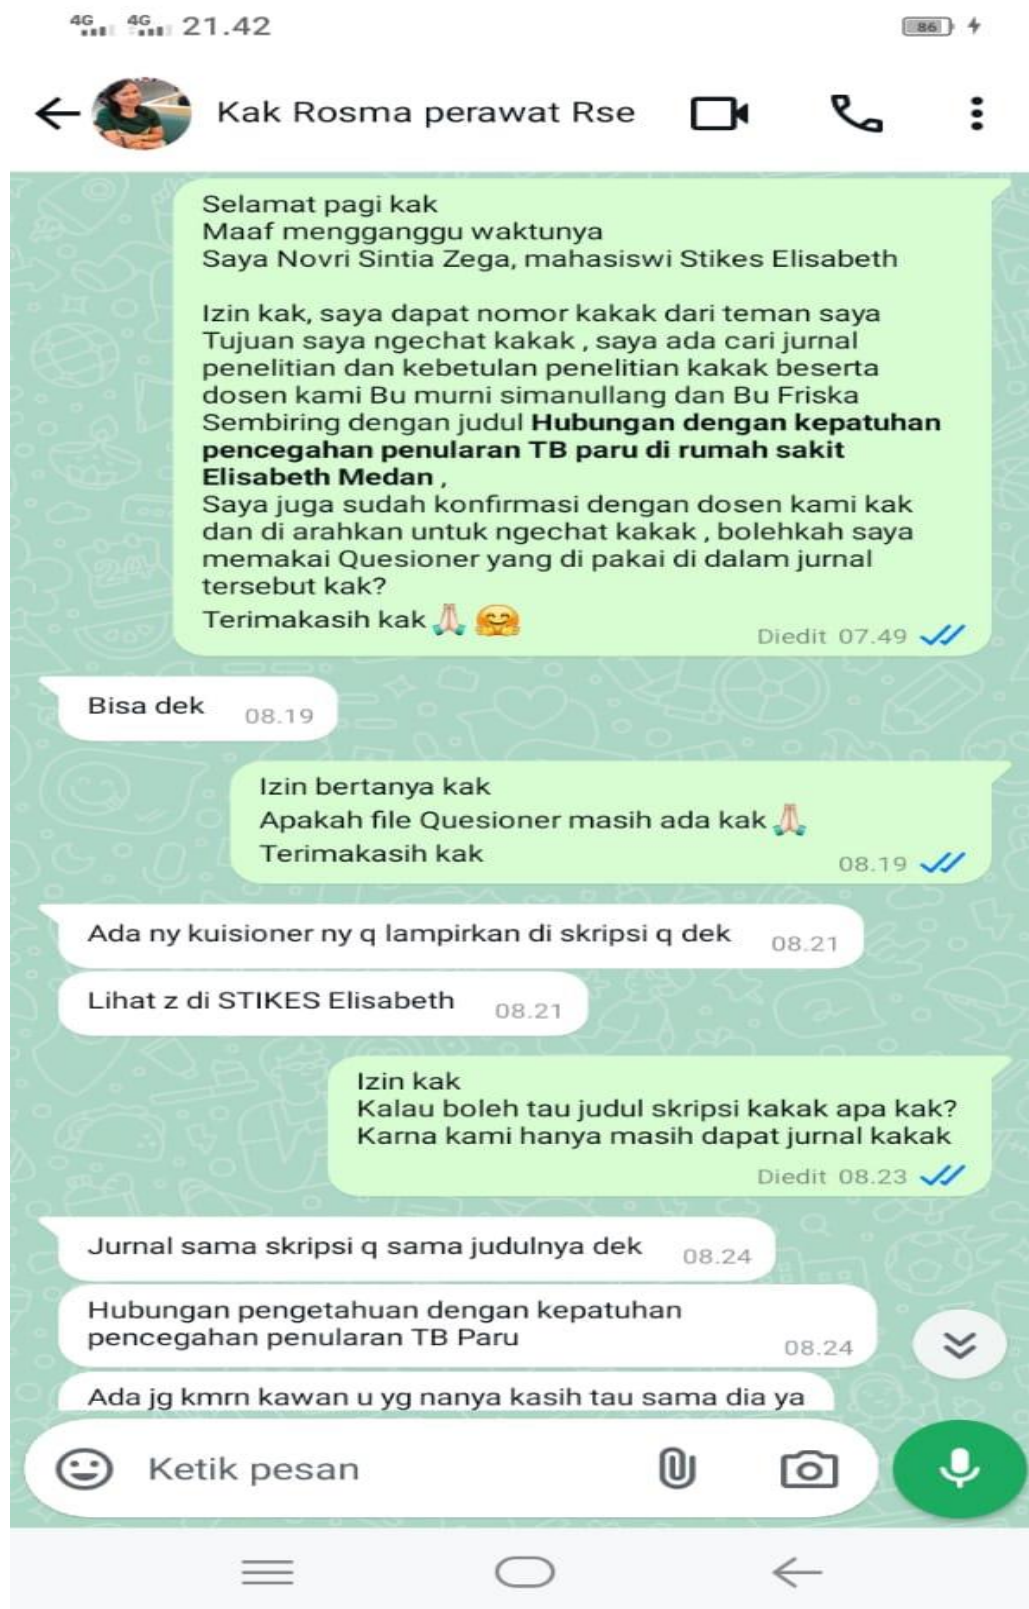 4G 4G 21.42 86
Kak Rosma perawat Rse
Selamat pagi kak
Maaf mengganggu waktunya
Saya Novri Sintia Zega, mahasiswi Stikes Elisabeth
Izin kak, saya dapat nomor kakak dari teman saya
Tujuan saya ngechat kakak , saya ada cari jurnal
penelitian dan kebetulan penelitian kakak beserta
dosen kami Bu murni simanullang dan Bu Friska
Sembiring dengan judul Hubungan dengan kepatuhan
pencegahan penularan TB paru di rumah sakit
Elisabeth Medan ,
Saya juga sudah konfirmasi dengan dosen kami kak
dan di arahkan untuk ngechat kakak , bolehkah saya
memakai Quesioner yang di pakai di dalam jurnal
tersebut kak?
Terimakasih kak 🙏🏻 🤗
Diedit 07.49
Bisa dek 08.19
Izin bertanya kak
Apakah file Quesioner masih ada kak 🙏🏻
Terimakasih kak
08.19
Ada ny kuisioner ny q lampirkan di skripsi q dek 08.21
Lihat z di STIKES Elisabeth 08.21
Izin kak
Kalau boleh tau judul skripsi kakak apa kak?
Karna kami hanya masih dapat jurnal kakak
Diedit 08.23
Jurnal sama skripsi q sama judulnya dek 08.24
Hubungan pengetahuan dengan kepatuhan
pencegahan penularan TB Paru 08.24
Ada jg kmrn kawan u yg nanya kasih tau sama dia ya
Ketik pesan